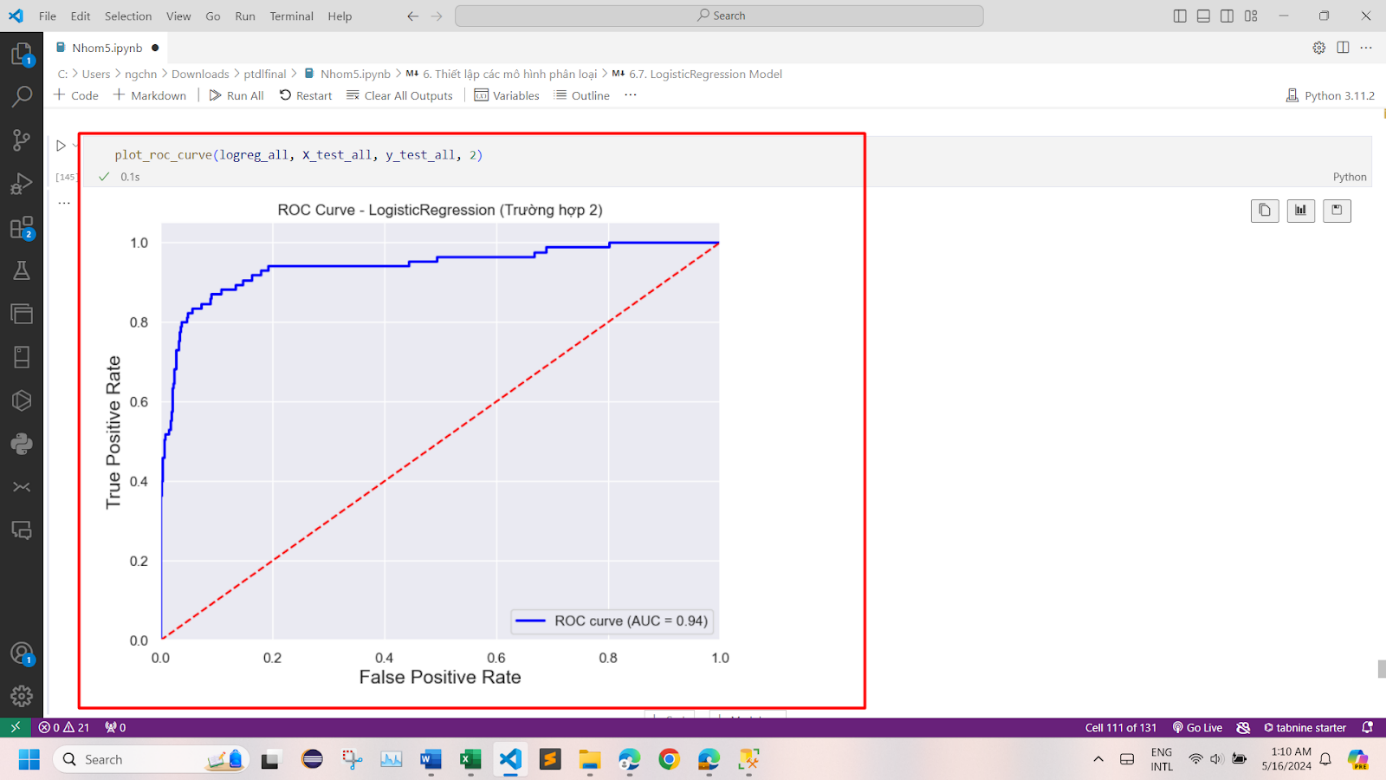 File Edit Selection View Go Run Terminal Help
Search
1
Nhom5.ipynb
C: > Users > ngchn > Downloads > ptdlfinal > Nhom5.ipynb > M↓ 6. Thiết lập các mô hình phân loại > M↓ 6.7. LogisticRegression Model
+ Code + Markdown Run All Restart Clear All Outputs Variables Outline ...
Python 3.11.2
plot_roc_curve(logreg_all, X_test_all, y_test_all, 2)
[145] ✓ 0.1s
Python
...
ROC Curve - LogisticRegression (Trường hợp 2)
1.0
0.8
0.6
0.4
0.2
0.0
True Positive Rate
ROC curve (AUC = 0.94)
0.0 0.2 0.4 0.6 0.8 1.0
False Positive Rate
2
1
0 21 0
Cell 111 of 131 Go Live tabnine starter
Search
ENG
INTL
1:10 AM
5/16/2024
PRE